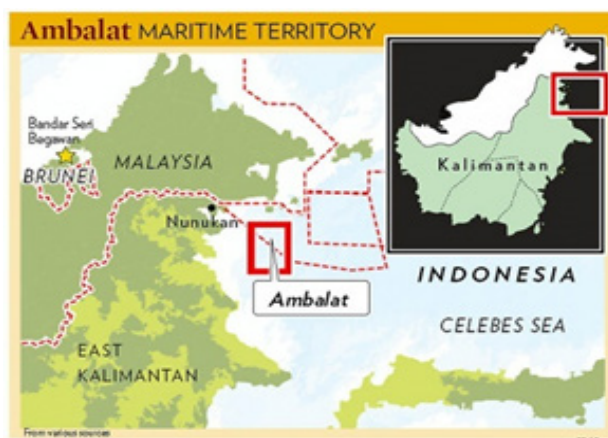 Ambalat MARITIME TERRITORY
Bandar Seri
Begawan
BRUNEI
MALAYSIA
Kalimantan
Nunukan
Ambalat
INDONESIA
CELEBES SEA
EAST
KALIMANTAN
From various sources